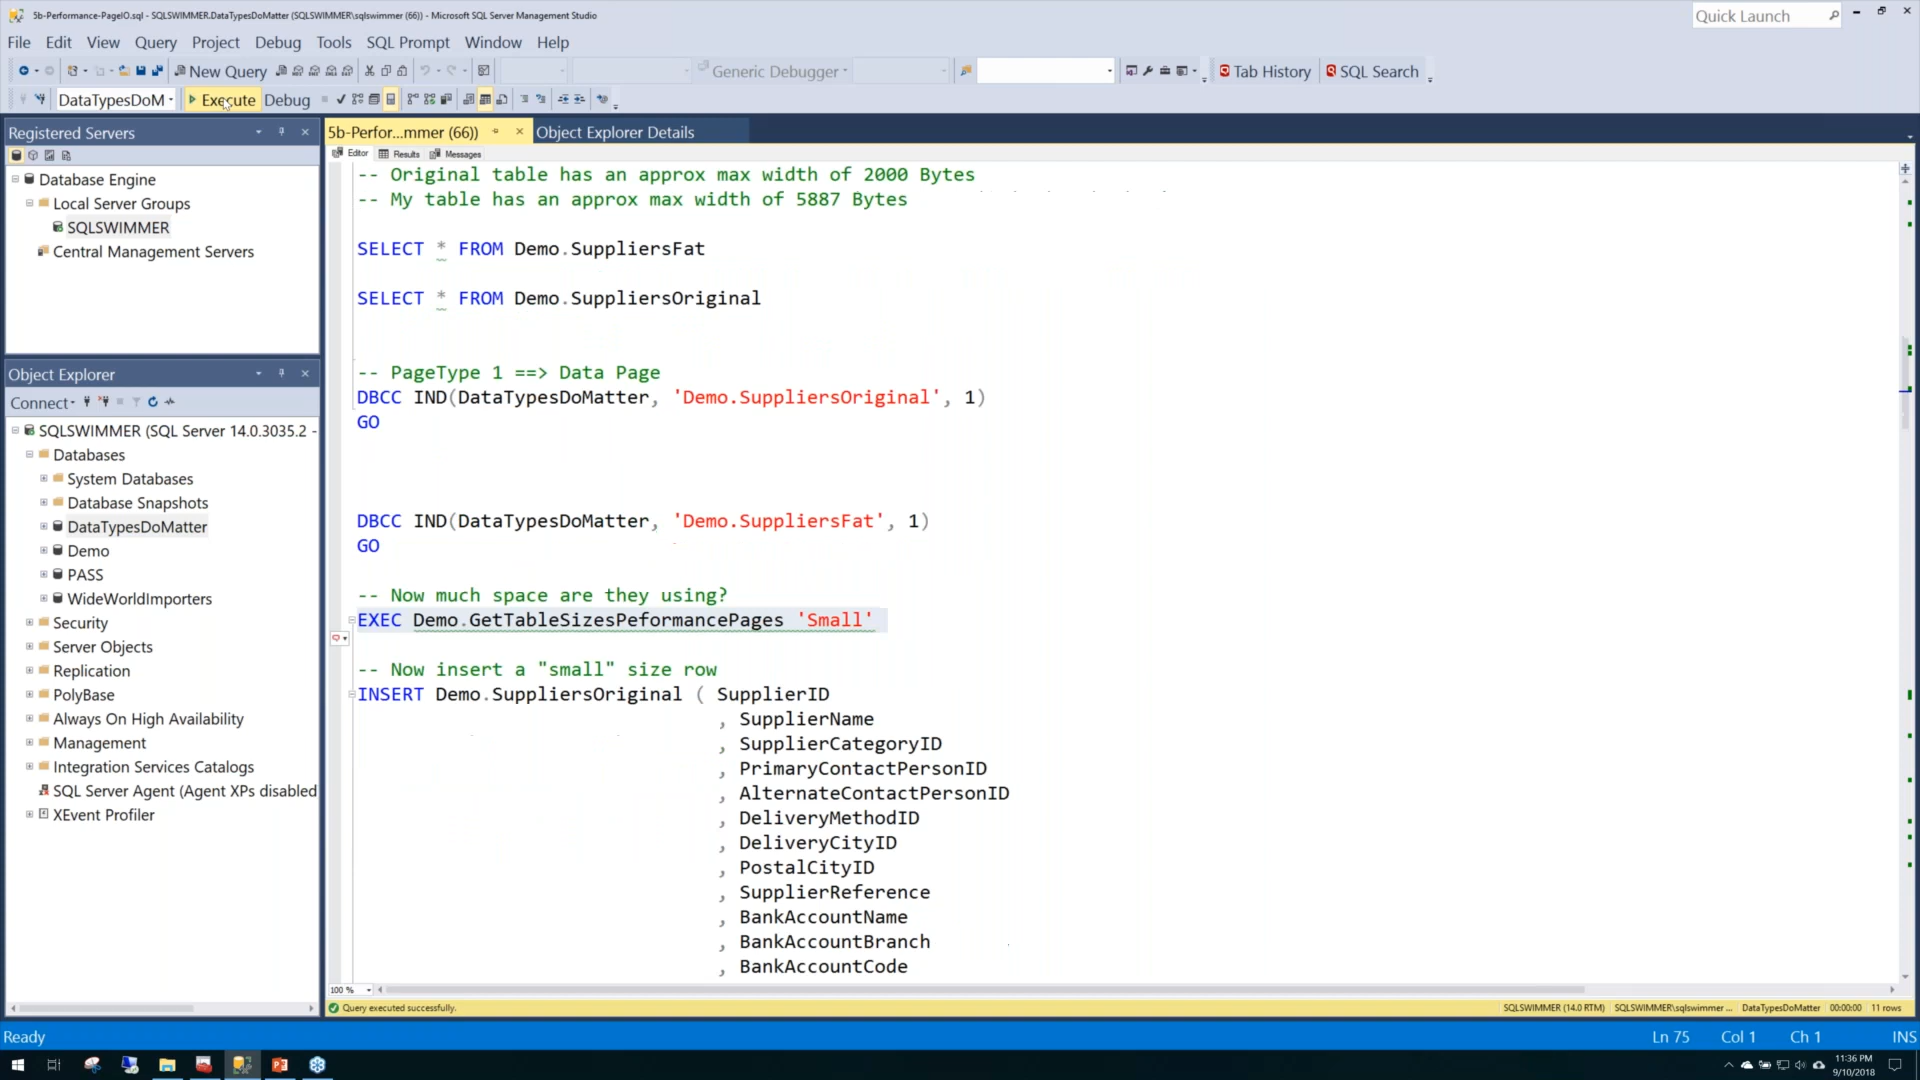 5b-Performance-PageIO.sql - SQLSWIMMER.DataTypesDoMatter (SQLSWIMMER\sqlswimmer (66)) - Microsoft SQL Server Management Studio
Quick Launch
File Edit View Query Project Debug Tools SQL Prompt Window Help
New Query
Generic Debugger
Tab History
SQL Search
DataTypesDoM
Execute
Debug
Registered Servers
Database Engine
Local Server Groups
SQLSWIMMER
Central Management Servers
Object Explorer
Connect
SQLSWIMMER (SQL Server 14.0.3035.2 -
Databases
System Databases
Database Snapshots
DataTypesDoMatter
Demo
PASS
WideWorldImporters
Security
Server Objects
Replication
PolyBase
Always On High Availability
Management
Integration Services Catalogs
SQL Server Agent (Agent XPs disabled
XEvent Profiler
5b-Perfor...mmer (66))
Object Explorer Details
Editor
Results
Messages
-- Original table has an approx max width of 2000 Bytes
-- My table has an approx max width of 5887 Bytes
SELECT * FROM Demo.SuppliersFat
SELECT * FROM Demo.SuppliersOriginal
-- PageType 1 ==> Data Page
DBCC IND(DataTypesDoMatter, 'Demo.SuppliersOriginal', 1)
GO
DBCC IND(DataTypesDoMatter, 'Demo.SuppliersFat', 1)
GO
-- Now much space are they using?
EXEC Demo.GetTableSizesPeformancePages 'Small'
-- Now insert a "small" size row
INSERT Demo.SuppliersOriginal ( SupplierID
, SupplierName
, SupplierCategoryID
, PrimaryContactPersonID
, AlternateContactPersonID
, DeliveryMethodID
, DeliveryCityID
, PostalCityID
, SupplierReference
, BankAccountName
, BankAccountBranch
, BankAccountCode
100 %
Query executed successfully.
SQLSWIMMER (14.0 RTM)
SQLSWIMMER\sqlswimmer ...
DataTypesDoMatter
00:00:00
11 rows
Ready
Ln 75
Col 1
Ch 1
INS
11:36 PM
9/10/2018